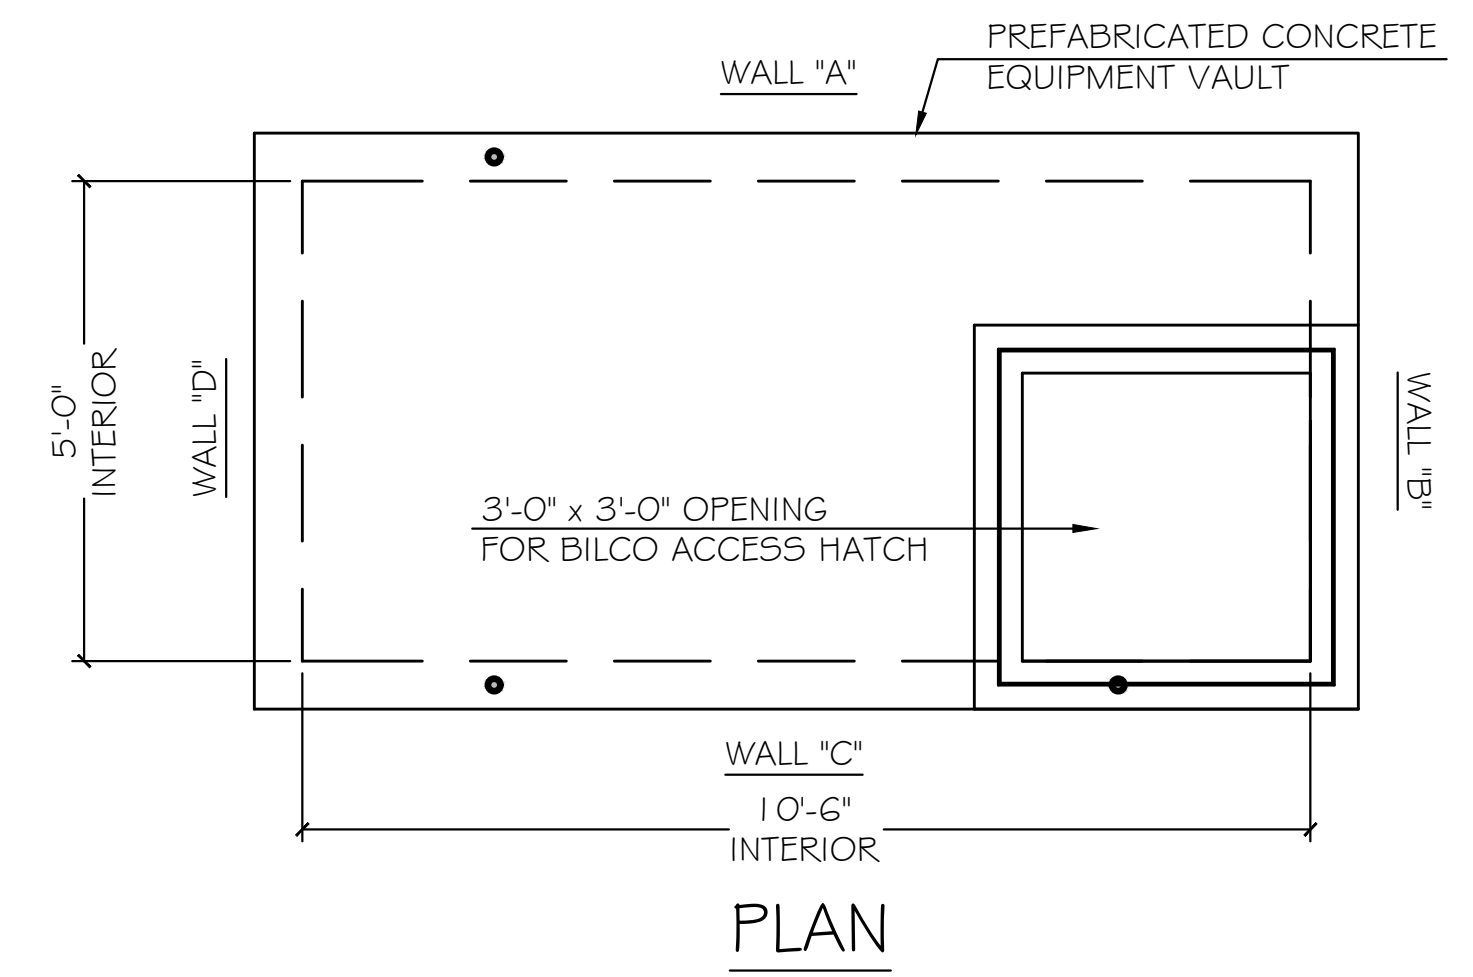 PREFABRICATED CONCRETE
EQUIPMENT VAULT
WALL "A"
5'-0"
INTERIOR
WALL "D"
WALL "B"
3'-0" x 3'-0" OPENING
FOR BILCO ACCESS HATCH
WALL "C"
10'-6"
INTERIOR
PLAN